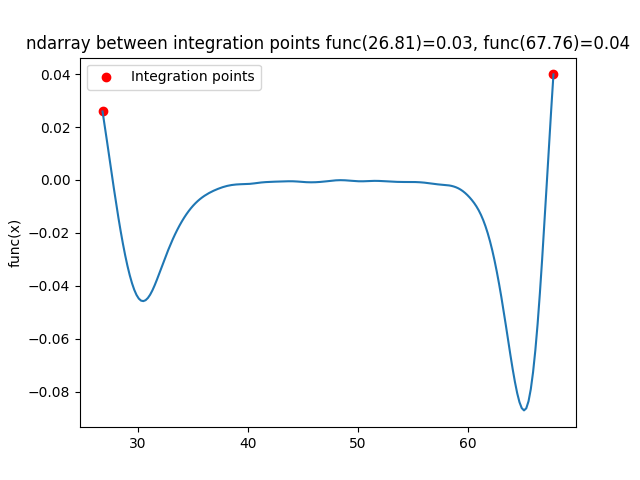 ndarray between integration points func(26.81)=0.03, func(67.76)=0.04
Integration points
func(x)
0.04
0.02
0.00
−0.02
−0.04
−0.06
−0.08
30 40 50 60